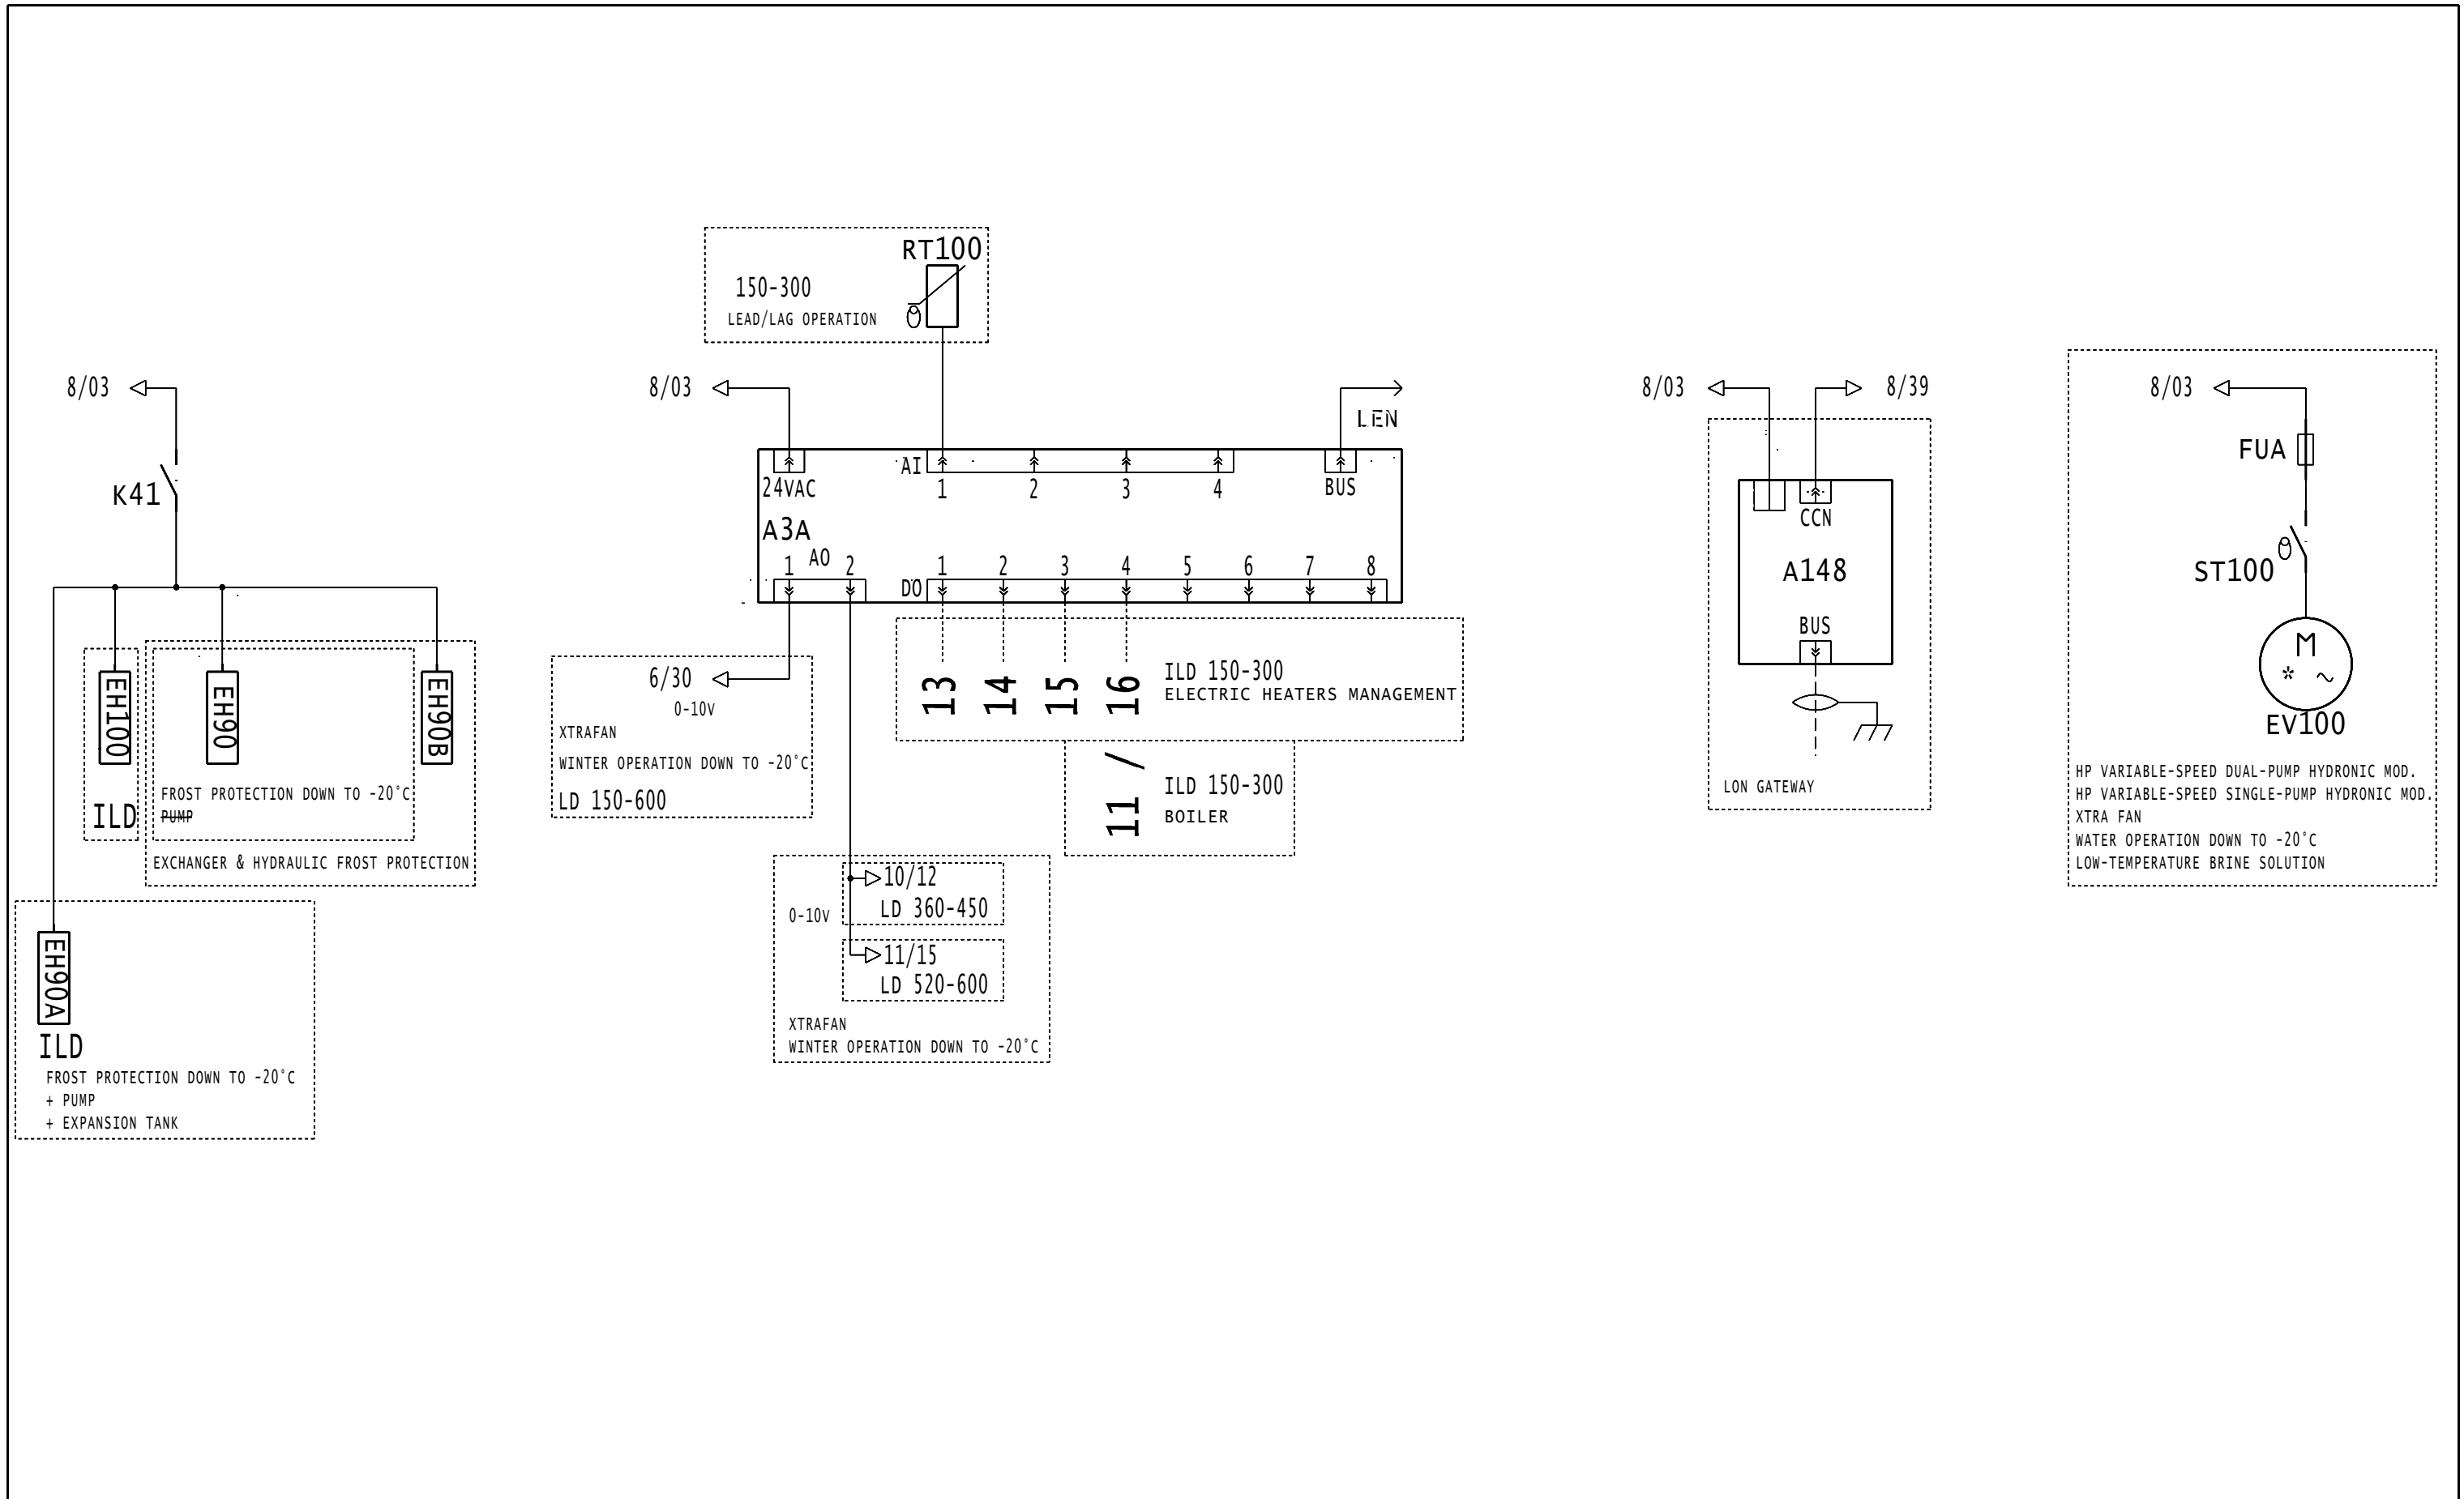 8/03
K41
EH100
EH90
EH90B
ILD
FROST PROTECTION DOWN TO -20°C
PUMP
EXCHANGER & HYDRAULIC FROST PROTECTION
EH90A
ILD
FROST PROTECTION DOWN TO -20°C
+ PUMP
+ EXPANSION TANK
RT100
150-300
LEAD/LAG OPERATION
8/03
LEN
24VAC
AI
1 2 3 4
BUS
A3A
AO
1 2
DO
1 2 3 4 5 6 7 8
6/30
0-10V
XTRAFAN
WINTER OPERATION DOWN TO -20°C
LD 150-600
13
14
15
16
ILD 150-300
ELECTRIC HEATERS MANAGEMENT
11 /
ILD 150-300
BOILER
10/12
LD 360-450
0-10V
11/15
LD 520-600
XTRAFAN
WINTER OPERATION DOWN TO -20°C
8/03
8/39
CCN
A148
BUS
LON GATEWAY
8/03
FUA
ST100
M
* ~
EV100
HP VARIABLE-SPEED DUAL-PUMP HYDRONIC MOD.
HP VARIABLE-SPEED SINGLE-PUMP HYDRONIC MOD.
XTRA FAN
WATER OPERATION DOWN TO -20°C
LOW-TEMPERATURE BRINE SOLUTION